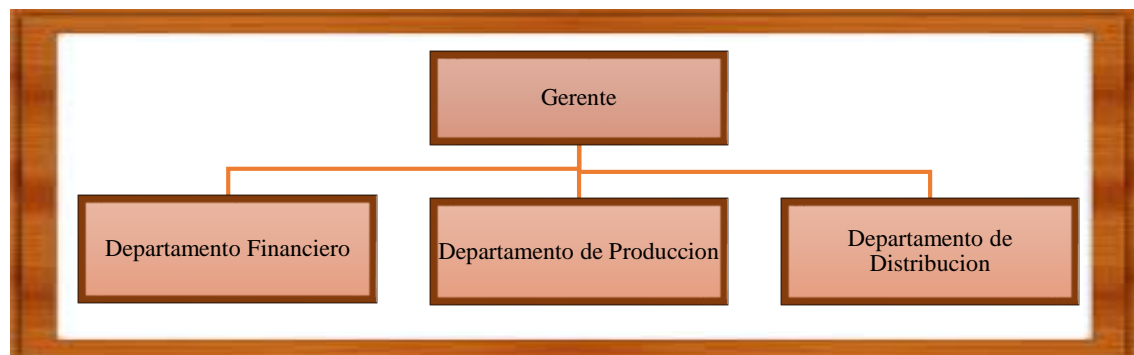 Gerente
Departamento Financiero
Departamento de Produccion
Departamento de
Distribucion